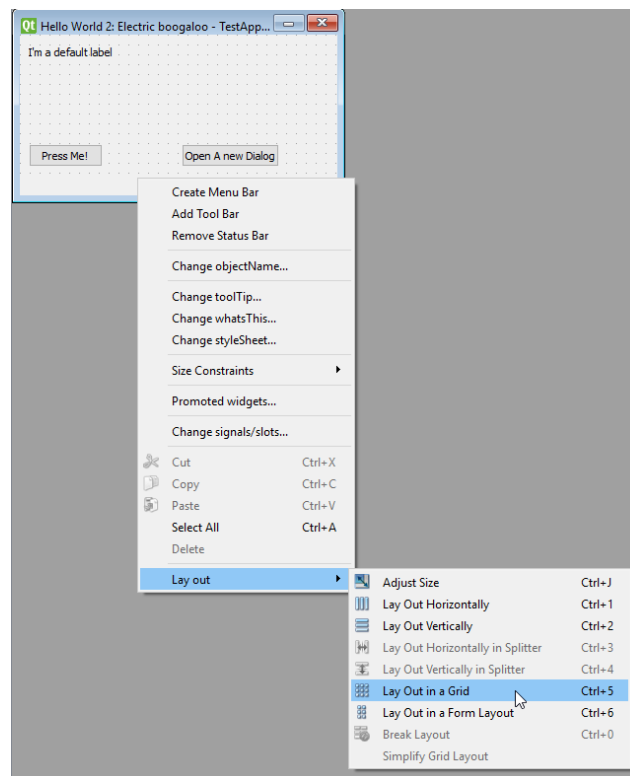 Qt Hello World 2: Electric boogaloo - TestApp...
I'm a default label
Press Me! Open A new Dialog
Create Menu Bar
Add Tool Bar
Remove Status Bar
Change objectName...
Change toolTip...
Change whatsThis...
Change styleSheet...
Size Constraints
Promoted widgets...
Change signals/slots...
Cut Ctrl+X
Copy Ctrl+C
Paste Ctrl+V
Select All Ctrl+A
Delete
Lay out
Adjust Size Ctrl+J
Lay Out Horizontally Ctrl+1
Lay Out Vertically Ctrl+2
Lay Out Horizontally in Splitter Ctrl+3
Lay Out Vertically in Splitter Ctrl+4
Lay Out in a Grid Ctrl+5
Lay Out in a Form Layout Ctrl+6
Break Layout Ctrl+0
Simplify Grid Layout